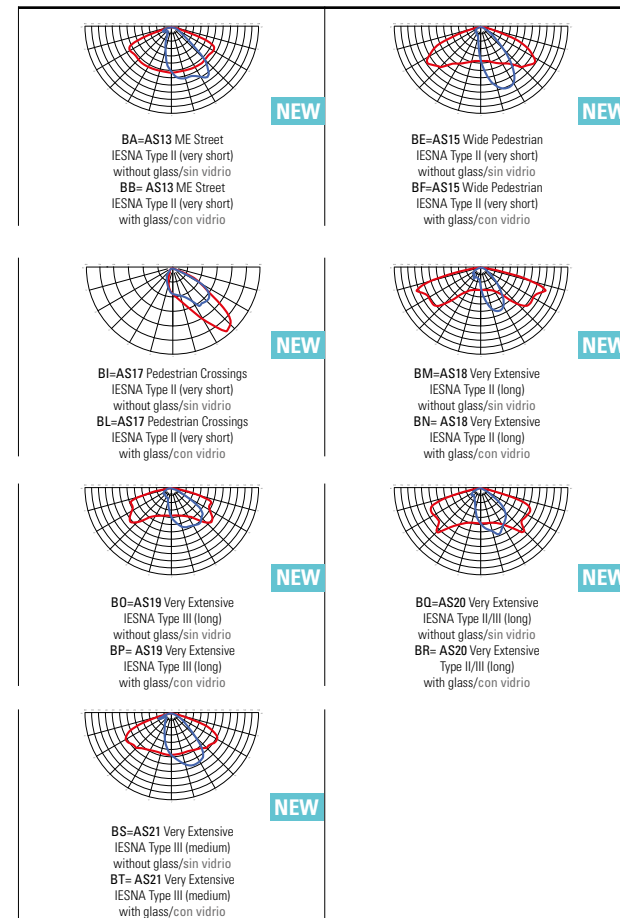 NEW
BA=AS13 ME Street
IESNA Type II (very short)
without glass/sin vidrio
BB= AS13 ME Street
IESNA Type II (very short)
with glass/con vidrio
NEW
BE=AS15 Wide Pedestrian
IESNA Type II (very short)
without glass/sin vidrio
BF=AS15 Wide Pedestrian
IESNA Type II (very short)
with glass/con vidrio
NEW
BI=AS17 Pedestrian Crossings
IESNA Type II (very short)
without glass/sin vidrio
BL=AS17 Pedestrian Crossings
IESNA Type II (very short)
with glass/con vidrio
NEW
BM=AS18 Very Extensive
IESNA Type II (long)
without glass/sin vidrio
BN= AS18 Very Extensive
IESNA Type II (long)
with glass/con vidrio
NEW
BO=AS19 Very Extensive
IESNA Type III (long)
without glass/sin vidrio
BP= AS19 Very Extensive
IESNA Type III (long)
with glass/con vidrio
NEW
BQ=AS20 Very Extensive
IESNA Type II/III (long)
without glass/sin vidrio
BR= AS20 Very Extensive
Type II/III (long)
with glass/con vidrio
NEW
BS=AS21 Very Extensive
IESNA Type III (medium)
without glass/sin vidrio
BT= AS21 Very Extensive
IESNA Type III (medium)
with glass/con vidrio